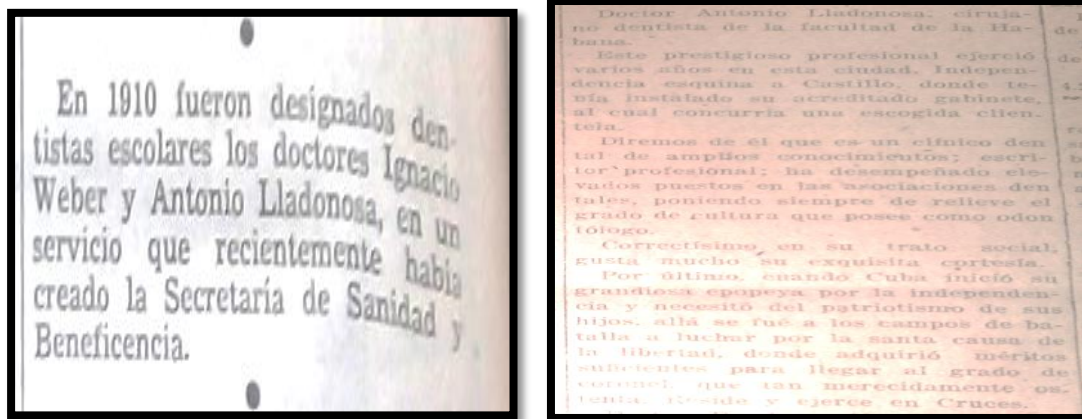 En 1910 fueron designados den-
tistas escolares los doctores Ignacio
Weber y Antonio Lladonosa, en un
servicio que recientemente había
creado la Secretaría de Sanidad y
Beneficencia.
Doctor Antonio Lladonosa; ciruja-
no dentista de la facultad de la Ha-
bana.
Este prestigioso profesional ejerció
varios años en esta ciudad, Indepen-
dencia esquina a Castillo, donde te-
nía instalado su acreditado gabinete,
al cual concurría una escogida clien-
tela.
Diremos de él que es un clínico den
tal de amplios conocimientos; escri-
tor profesional; ha desempeñado ele-
vados puestos en las asociaciones den
tales, poniendo siempre de relieve el
grado de cultura que posee como odon
tólogo.
Correctísimo en su trato social;
gusta mucho su exquisita cortesía.
Por último, cuando Cuba inició su
grandiosa epopeya por la independen-
cia y necesitó del patriotismo de sus
hijos, allá se fué a los campos de ba-
talla a luchar por la santa causa de
la libertad, donde adquirió méritos
suficientes para llegar al grado de
coronel, que tan merecidamente os-
tenta. Reside y ejerce en Cruces.